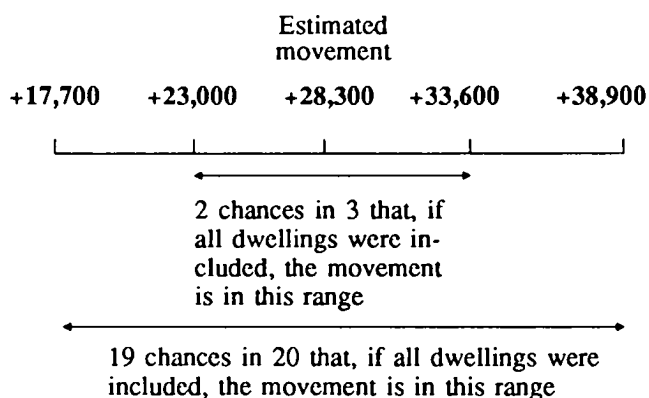 Estimated
movement
+17,700 +23,000 +28,300 +33,600 +38,900
2 chances in 3 that, if
all dwellings were in-
cluded, the movement
is in this range
19 chances in 20 that, if all dwellings were
included, the movement is in this range